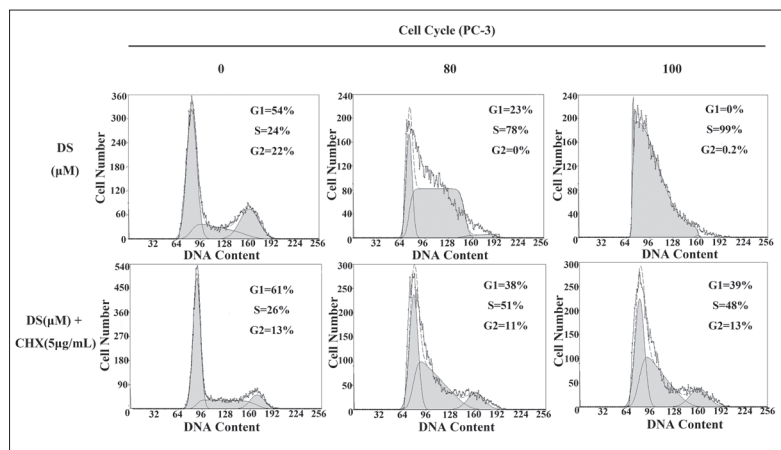 Cell Cycle (PC-3)
0 80 100
DS
(μM)
Cell Number
360
300
240
180
120
60
0
32 64 96 128 160 192 224 256
DNA Content
G1=54%
S=24%
G2=22%
Cell Number
240
200
160
120
80
40
0
32 64 96 128 160 192 224 256
DNA Content
G1=23%
S=78%
G2=0%
Cell Number
240
200
160
120
80
40
0
32 64 96 128 160 192 224 256
DNA Content
G1=0%
S=99%
G2=0.2%
DS(μM) +
CHX(5μg/mL)
Cell Number
540
450
360
270
180
90
0
0 32 64 96 128 160 192 224 256
DNA Content
G1=61%
S=26%
G2=13%
Cell Number
300
250
200
150
100
50
0
0 32 64 96 128 160 192 224 256
DNA Content
G1=38%
S=51%
G2=11%
Cell Number
300
250
200
150
100
50
0
0 32 64 96 128 160 192 224 256
DNA Content
G1=39%
S=48%
G2=13%